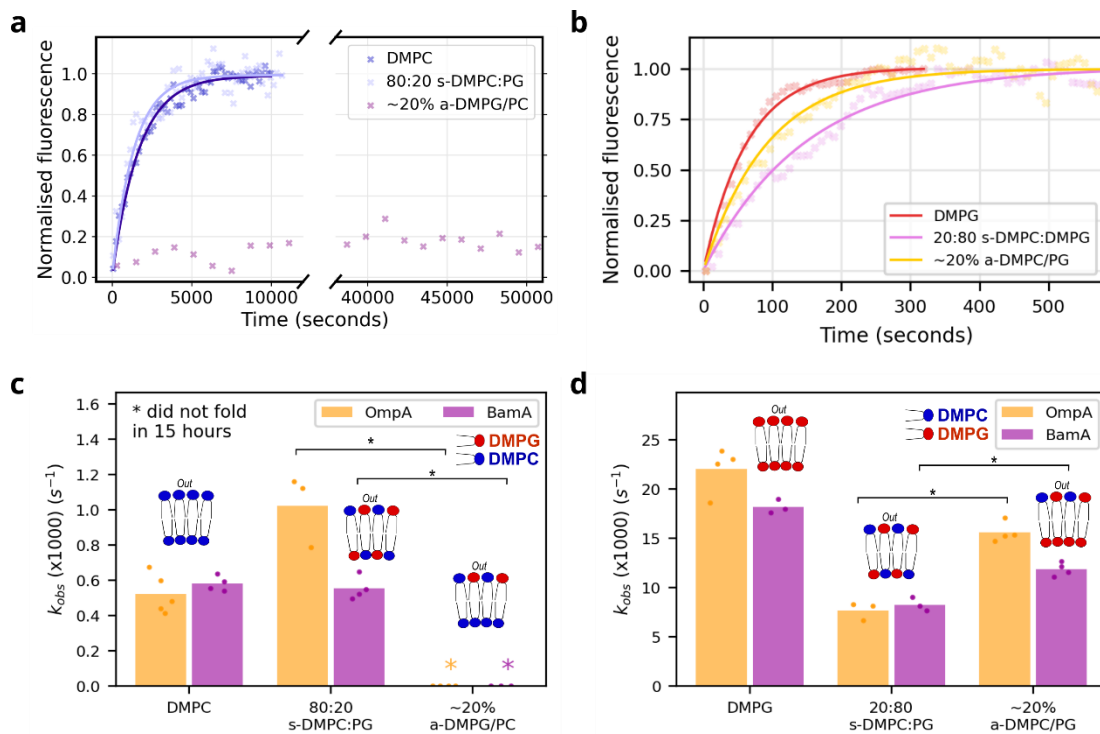 a
Normalised fluorescence
1.0
0.8
0.6
0.4
0.2
0.0
DMPC
80:20 s-DMPC:PG
~20% a-DMPG/PC
0
5000
10000
40000
45000
50000
Time (seconds)
b
Normalised fluorescence
1.00
0.75
0.50
0.25
0.00
DMPG
20:80 s-DMPC:DMPG
~20% a-DMPC/PG
0
100
200
300
400
500
Time (seconds)
c
k_obs (x1000) (s⁻¹)
1.6
1.4
1.2
1.0
0.8
0.6
0.4
0.2
0.0
* did not fold
in 15 hours
OmpA
BamA
DMPG
DMPC
*
*
Out
Out
Out
*
*
DMPC
80:20
s-DMPC:PG
~20%
a-DMPG/PC
d
k_obs (x1000) (s⁻¹)
25
20
15
10
5
0
DMPC
DMPG
OmpA
BamA
*
*
Out
Out
Out
DMPG
20:80
s-DMPC:PG
~20%
a-DMPC/PG